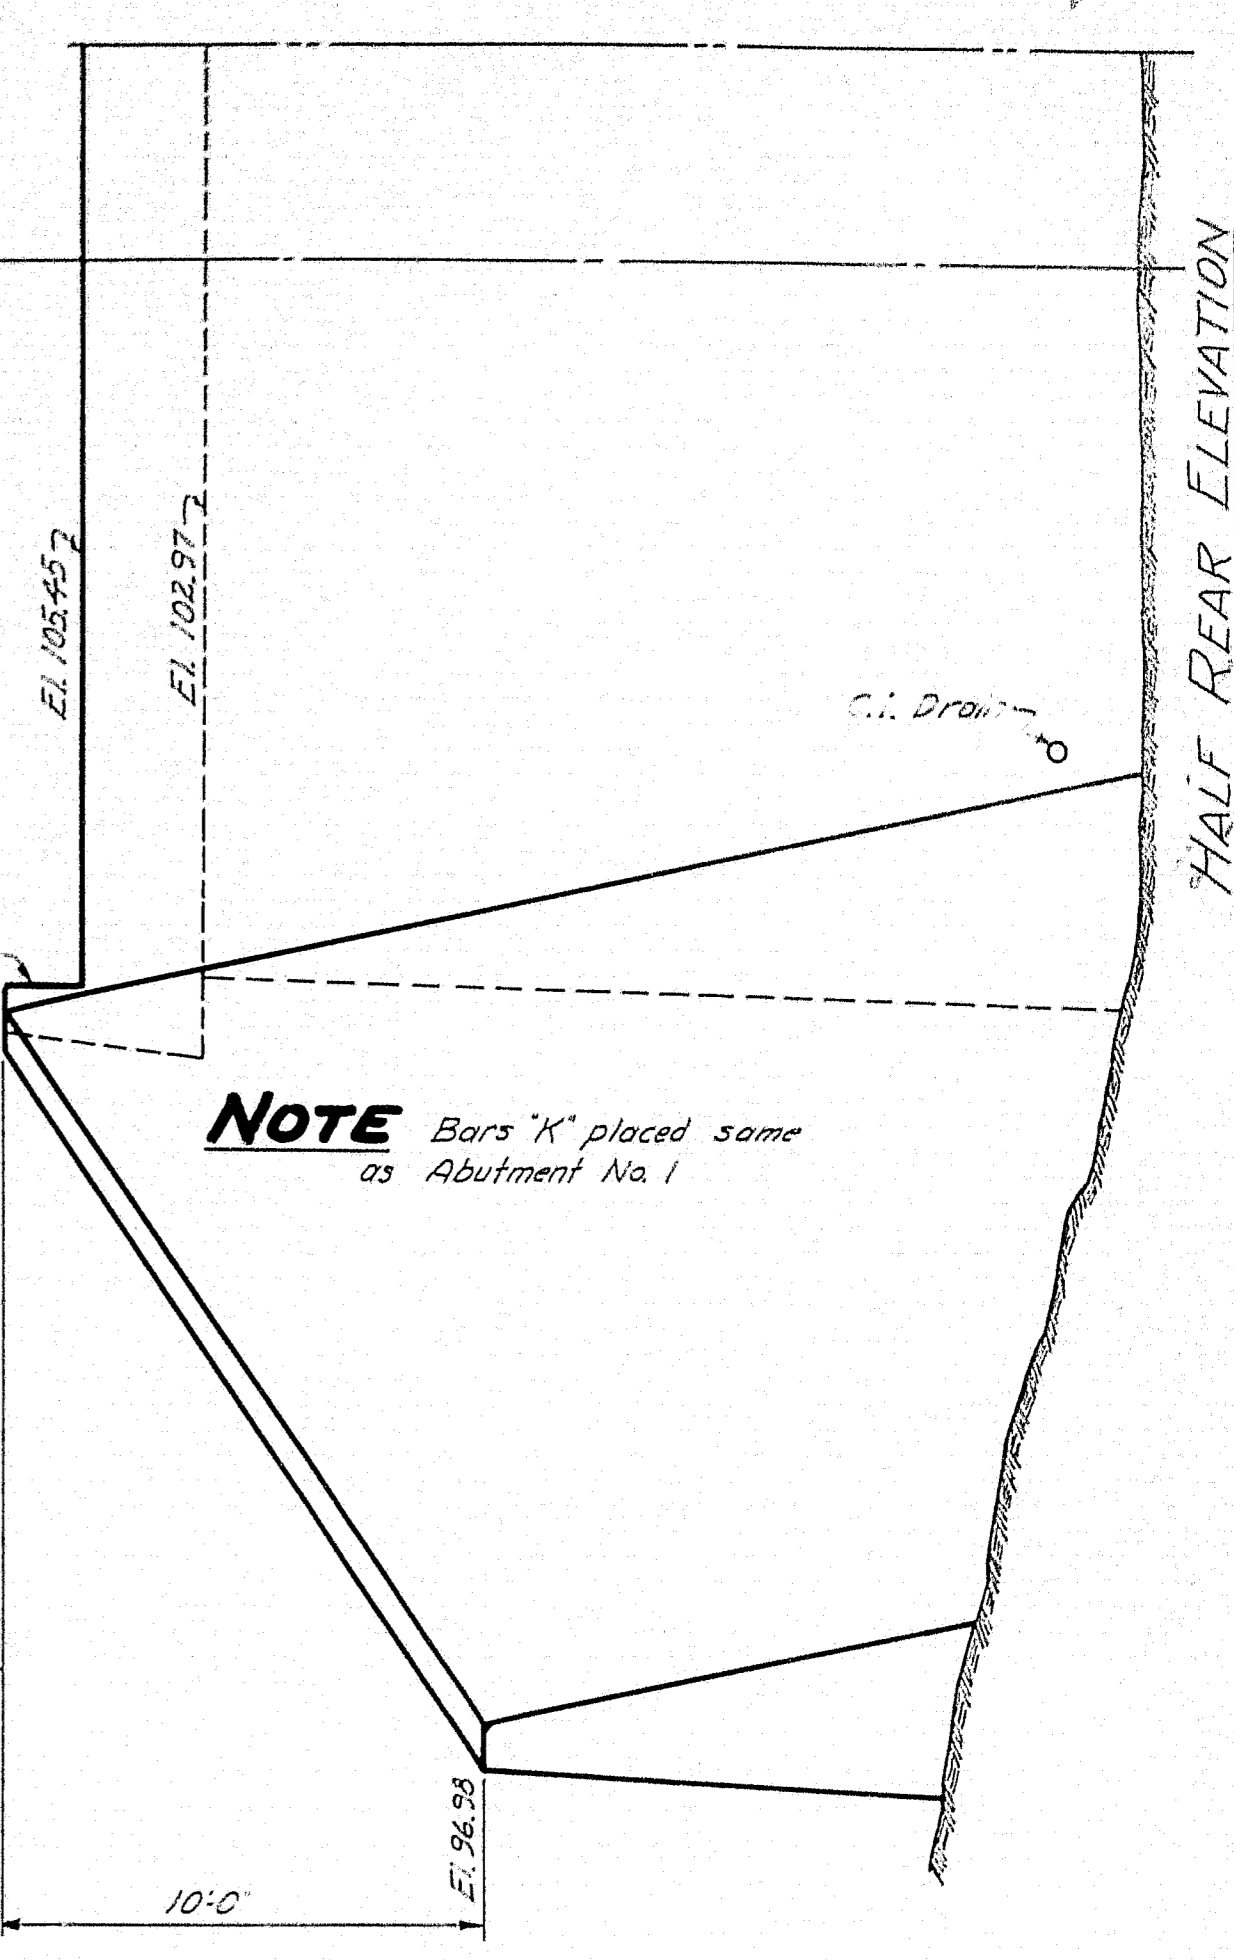 El. 105.45
El. 102.97
C.I. Drain
HALF REAR ELEVATION
NOTE Bars "K" placed same
as Abutment No. 1
El. 96.98
10'-0"